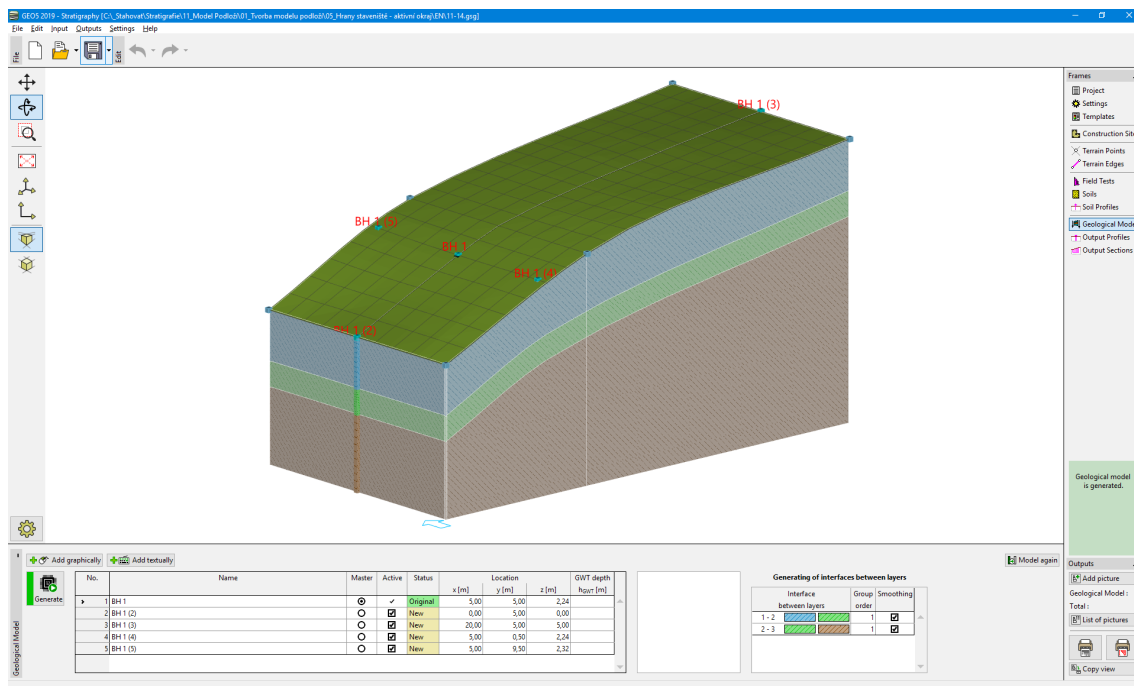 GEO5 2019 - Stratigraphy [C:\_Stahovat\Stratigrafie\11_Model Podloží\01_Tvorba modelu podloží\05_Hrany staveniště - aktivní okraj\EN\11-14.gsg]
File Edit Input Outputs Settings Help
File
Edit
BH 1 (3)
BH 1 (5)
BH 1
BH 1 (4)
BH 1 (2)
Frames
Project
Settings
Templates
Construction Site
Terrain Points
Terrain Edges
Field Tests
Soils
Soil Profiles
Geological Mode
Output Profiles
Output Sections
Geological model
is generated.
Add graphically Add textually Model again
Generate
Geological Model
No. Name Master Active Status Location GWT depth
x [m] y [m] z [m] hGWT [m]
1 BH 1 Original 5,00 5,00 2,24
2 BH 1 (2) New 0,00 5,00 0,00
3 BH 1 (3) New 20,00 5,00 5,00
4 BH 1 (4) New 5,00 0,50 2,24
5 BH 1 (5) New 5,00 9,50 2,32
Generating of interfaces between layers
Interface Group Smoothing
between layers order
1 - 2 1
2 - 3 1
Outputs
Add picture
Geological Model :
Total :
List of pictures
Copy view